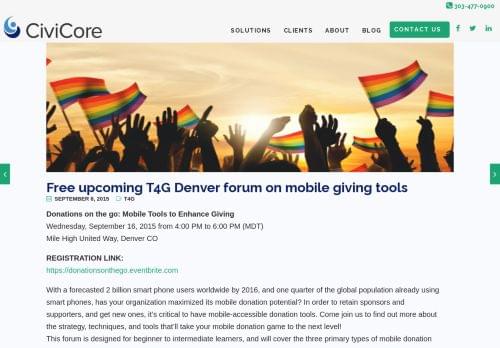 303-477-0900
CiviCore
SOLUTIONS CLIENTS ABOUT BLOG CONTACT US
Free upcoming T4G Denver forum on mobile giving tools
SEPTEMBER 8, 2015 T4G
Donations on the go: Mobile Tools to Enhance Giving
Wednesday, September 16, 2015 from 4:00 PM to 6:00 PM (MDT)
Mile High United Way, Denver CO
REGISTRATION LINK:
https://donationsonthego.eventbrite.com
With a forecasted 2 billion smart phone users worldwide by 2016, and one quarter of the global population already using
smart phones, has your organization maximized its mobile donation potential? In order to retain sponsors and
supporters, and get new ones, it's critical to have mobile-accessible donation tools. Come join us to find out more about
the strategy, techniques, and tools that'll take your mobile donation game to the next level!
This forum is designed for beginner to intermediate learners, and will cover the three primary types of mobile donation